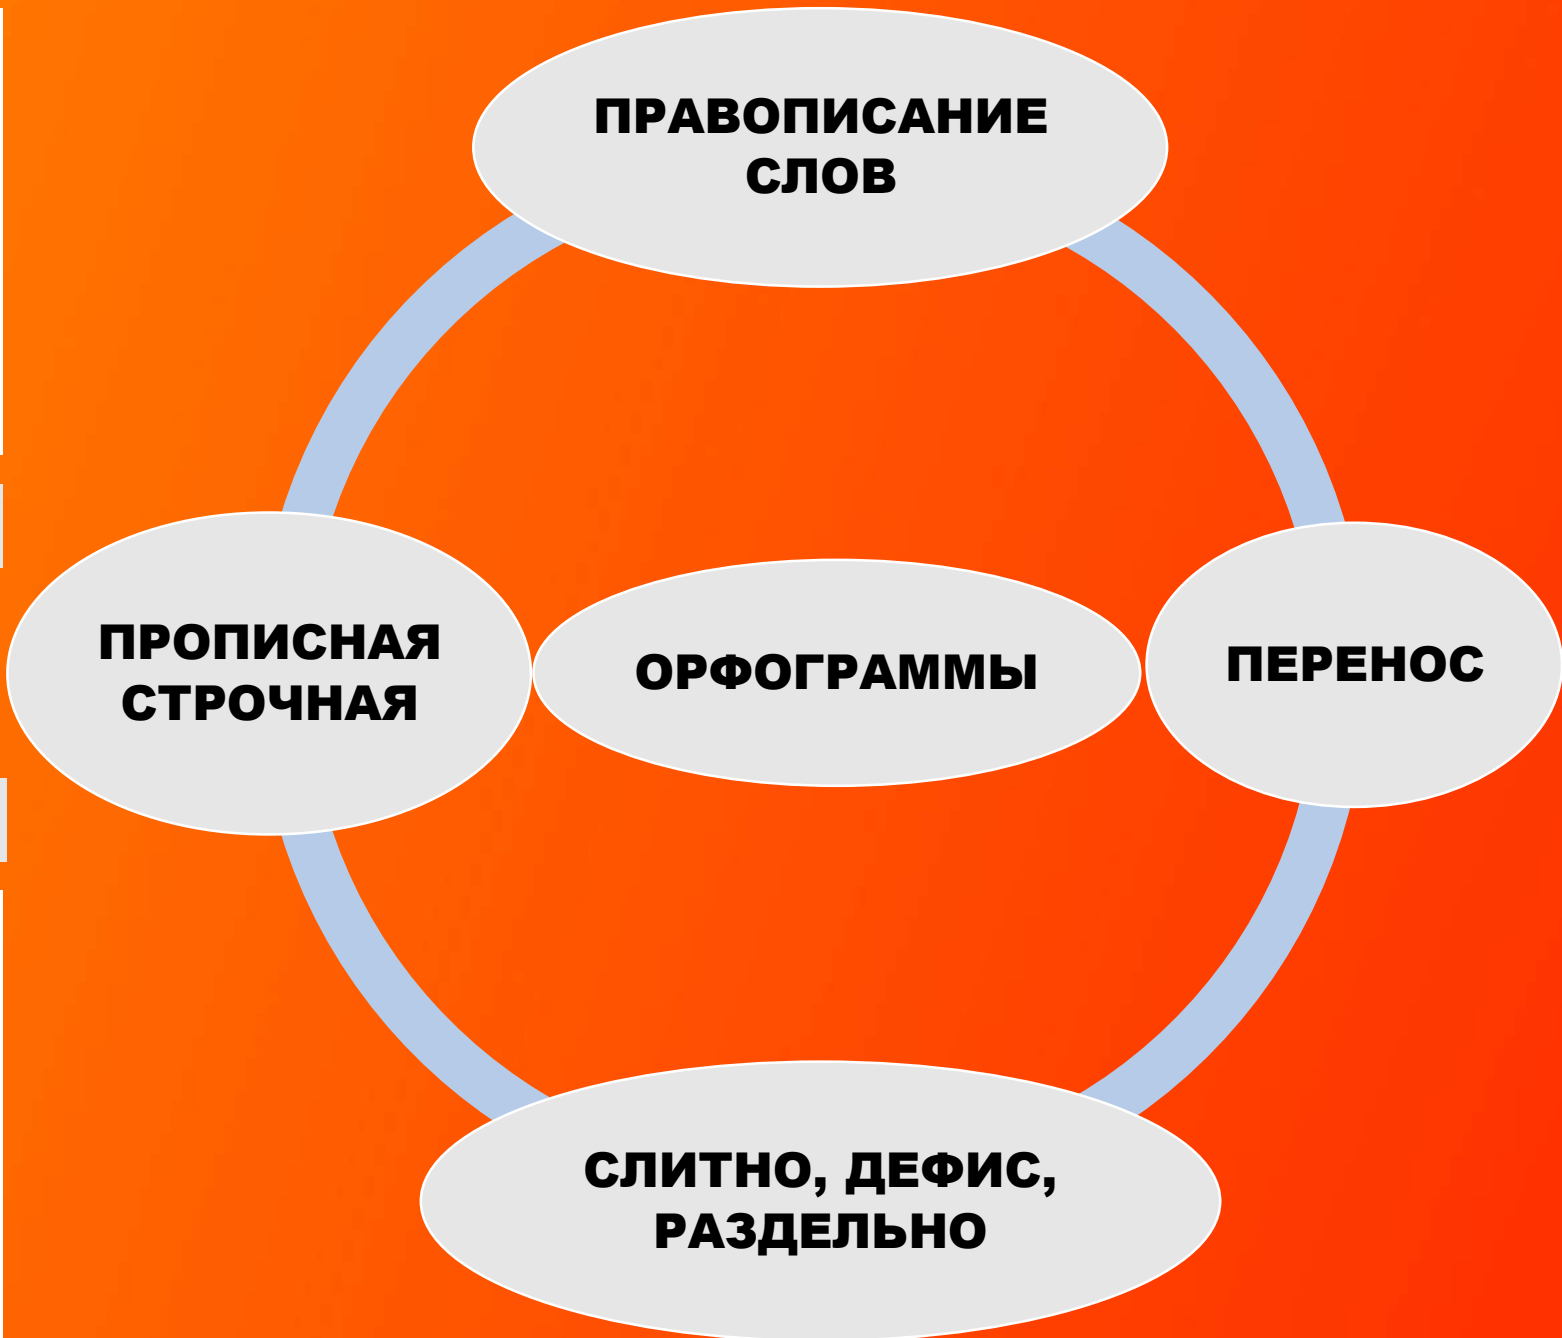 ПРАВОПИСАНИЕ
СЛОВ
ПРОПИСНАЯ
СТРОЧНАЯ
ОРФОГРАММЫ
ПЕРЕНОС
СЛИТНО, ДЕФИС,
РАЗДЕЛЬНО